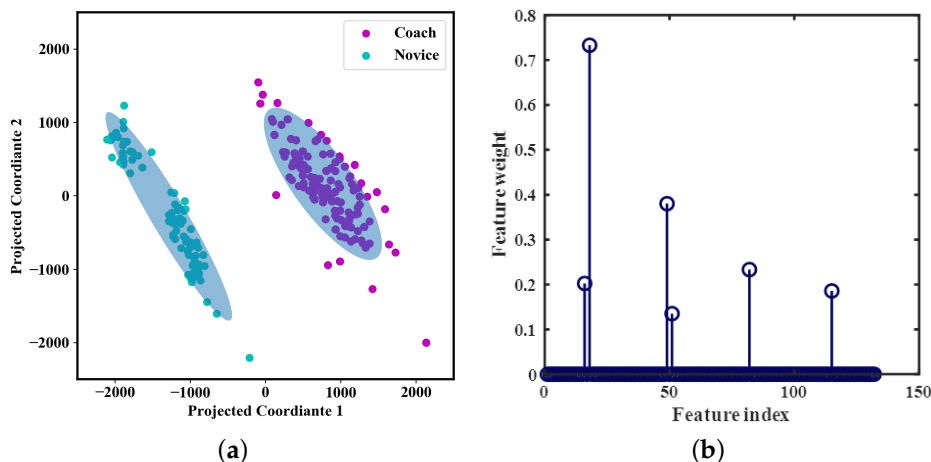 Coach
Novice
2000
1000
0
−1000
−2000
−2000
−1000
0
1000
2000
Projected Coordiante 2
Projected Coordiante 1
(a)
0.8
0.7
0.6
0.5
0.4
0.3
0.2
0.1
0
0
50
100
150
Feature weight
Feature index
(b)